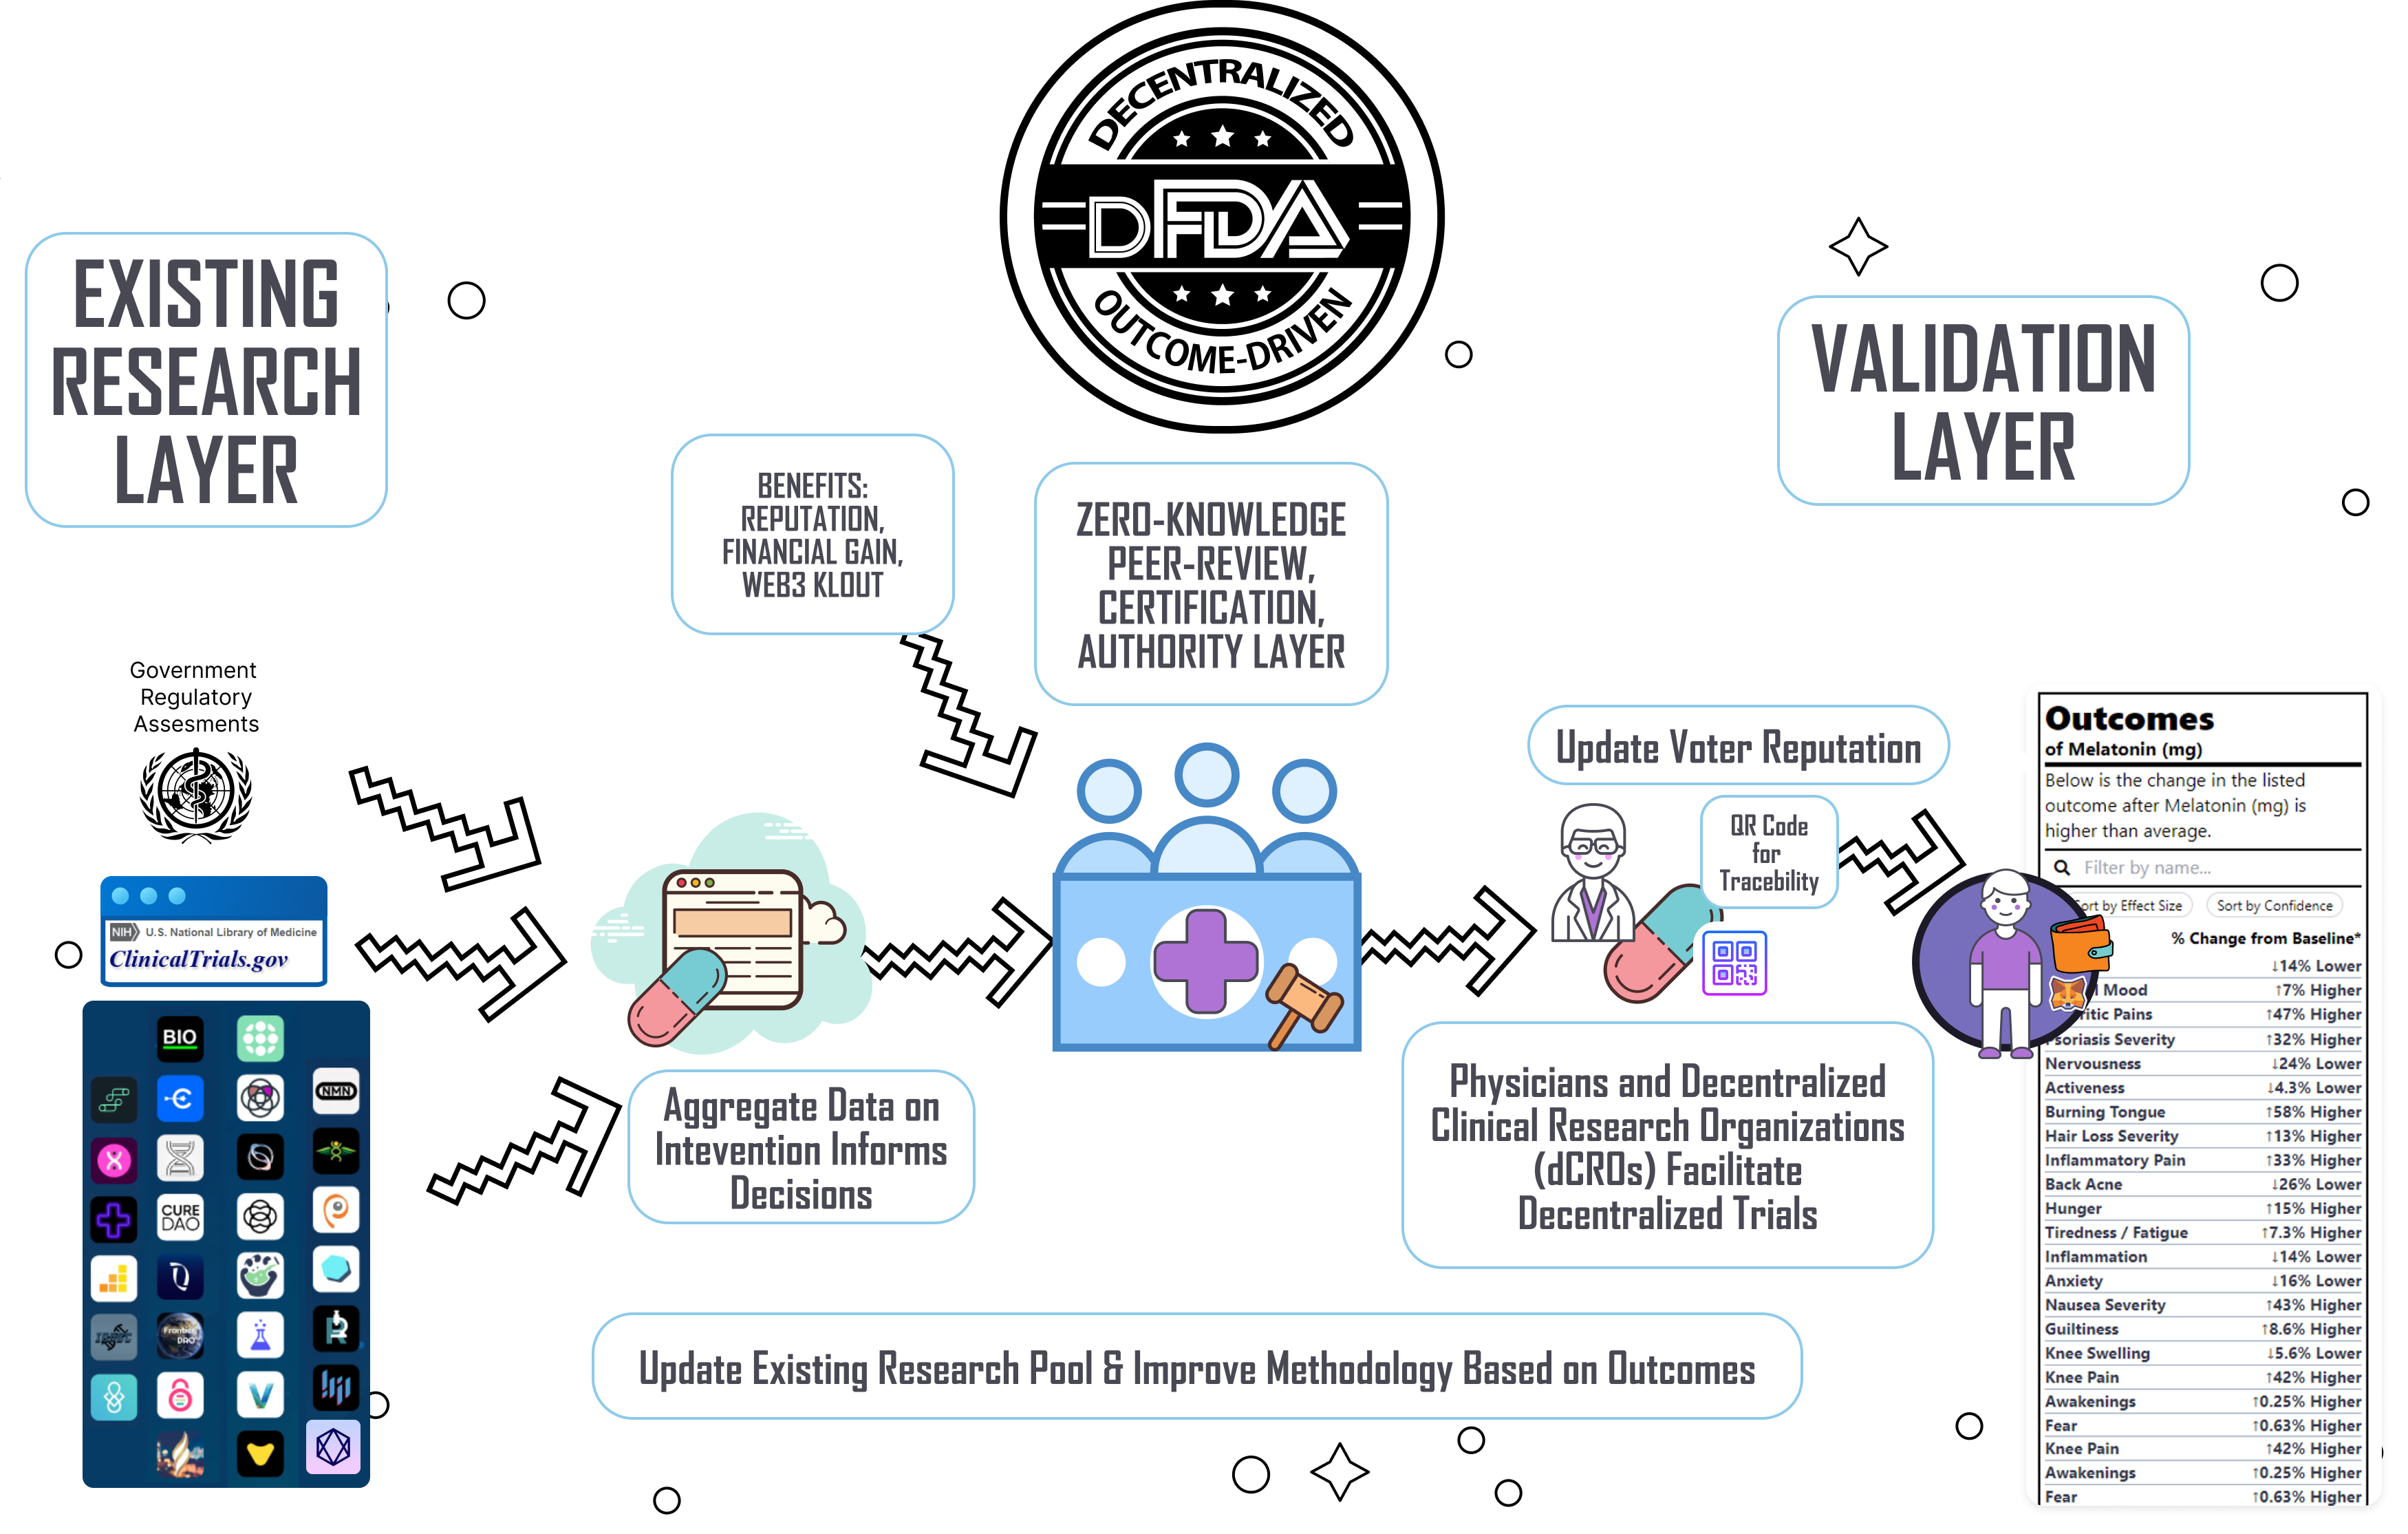 DECENTRALIZED
DFDA
OUTCOME-DRIVEN
EXISTING
RESEARCH
LAYER
VALIDATION
LAYER
BENEFITS:
REPUTATION,
FINANCIAL GAIN,
WEB3 KLOUT
ZERO-KNOWLEDGE
PEER-REVIEW,
CERTIFICATION,
AUTHORITY LAYER
Government
Regulatory
Assesments
NIH U.S. National Library of Medicine
ClinicalTrials.gov
BIO
NMN
CURE
DAO
Frontier
DAO
Aggregate Data on
Intevention Informs
Decisions
Update Voter Reputation
QR Code
for
Tracebility
Physicians and Decentralized
Clinical Research Organizations
(dCROs) Facilitate
Decentralized Trials
Update Existing Research Pool & Improve Methodology Based on Outcomes
Outcomes
of Melatonin (mg)
Below is the change in the listed
outcome after Melatonin (mg) is
higher than average.
Filter by name...
Sort by Effect Size Sort by Confidence
% Change from Baseline*
↓14% Lower
Mood ↑7% Higher
Pains ↑47% Higher
Psoriasis Severity ↑32% Higher
Nervousness ↓24% Lower
Activeness ↓4.3% Lower
Burning Tongue ↑58% Higher
Hair Loss Severity ↑13% Higher
Inflammatory Pain ↑33% Higher
Back Acne ↓26% Lower
Hunger ↑15% Higher
Tiredness / Fatigue ↑7.3% Higher
Inflammation ↓14% Lower
Anxiety ↓16% Lower
Nausea Severity ↑43% Higher
Guiltiness ↑8.6% Higher
Knee Swelling ↓5.6% Lower
Knee Pain ↑42% Higher
Awakenings ↑0.25% Higher
Fear ↑0.63% Higher
Knee Pain ↑42% Higher
Awakenings ↑0.25% Higher
Fear ↑0.63% Higher